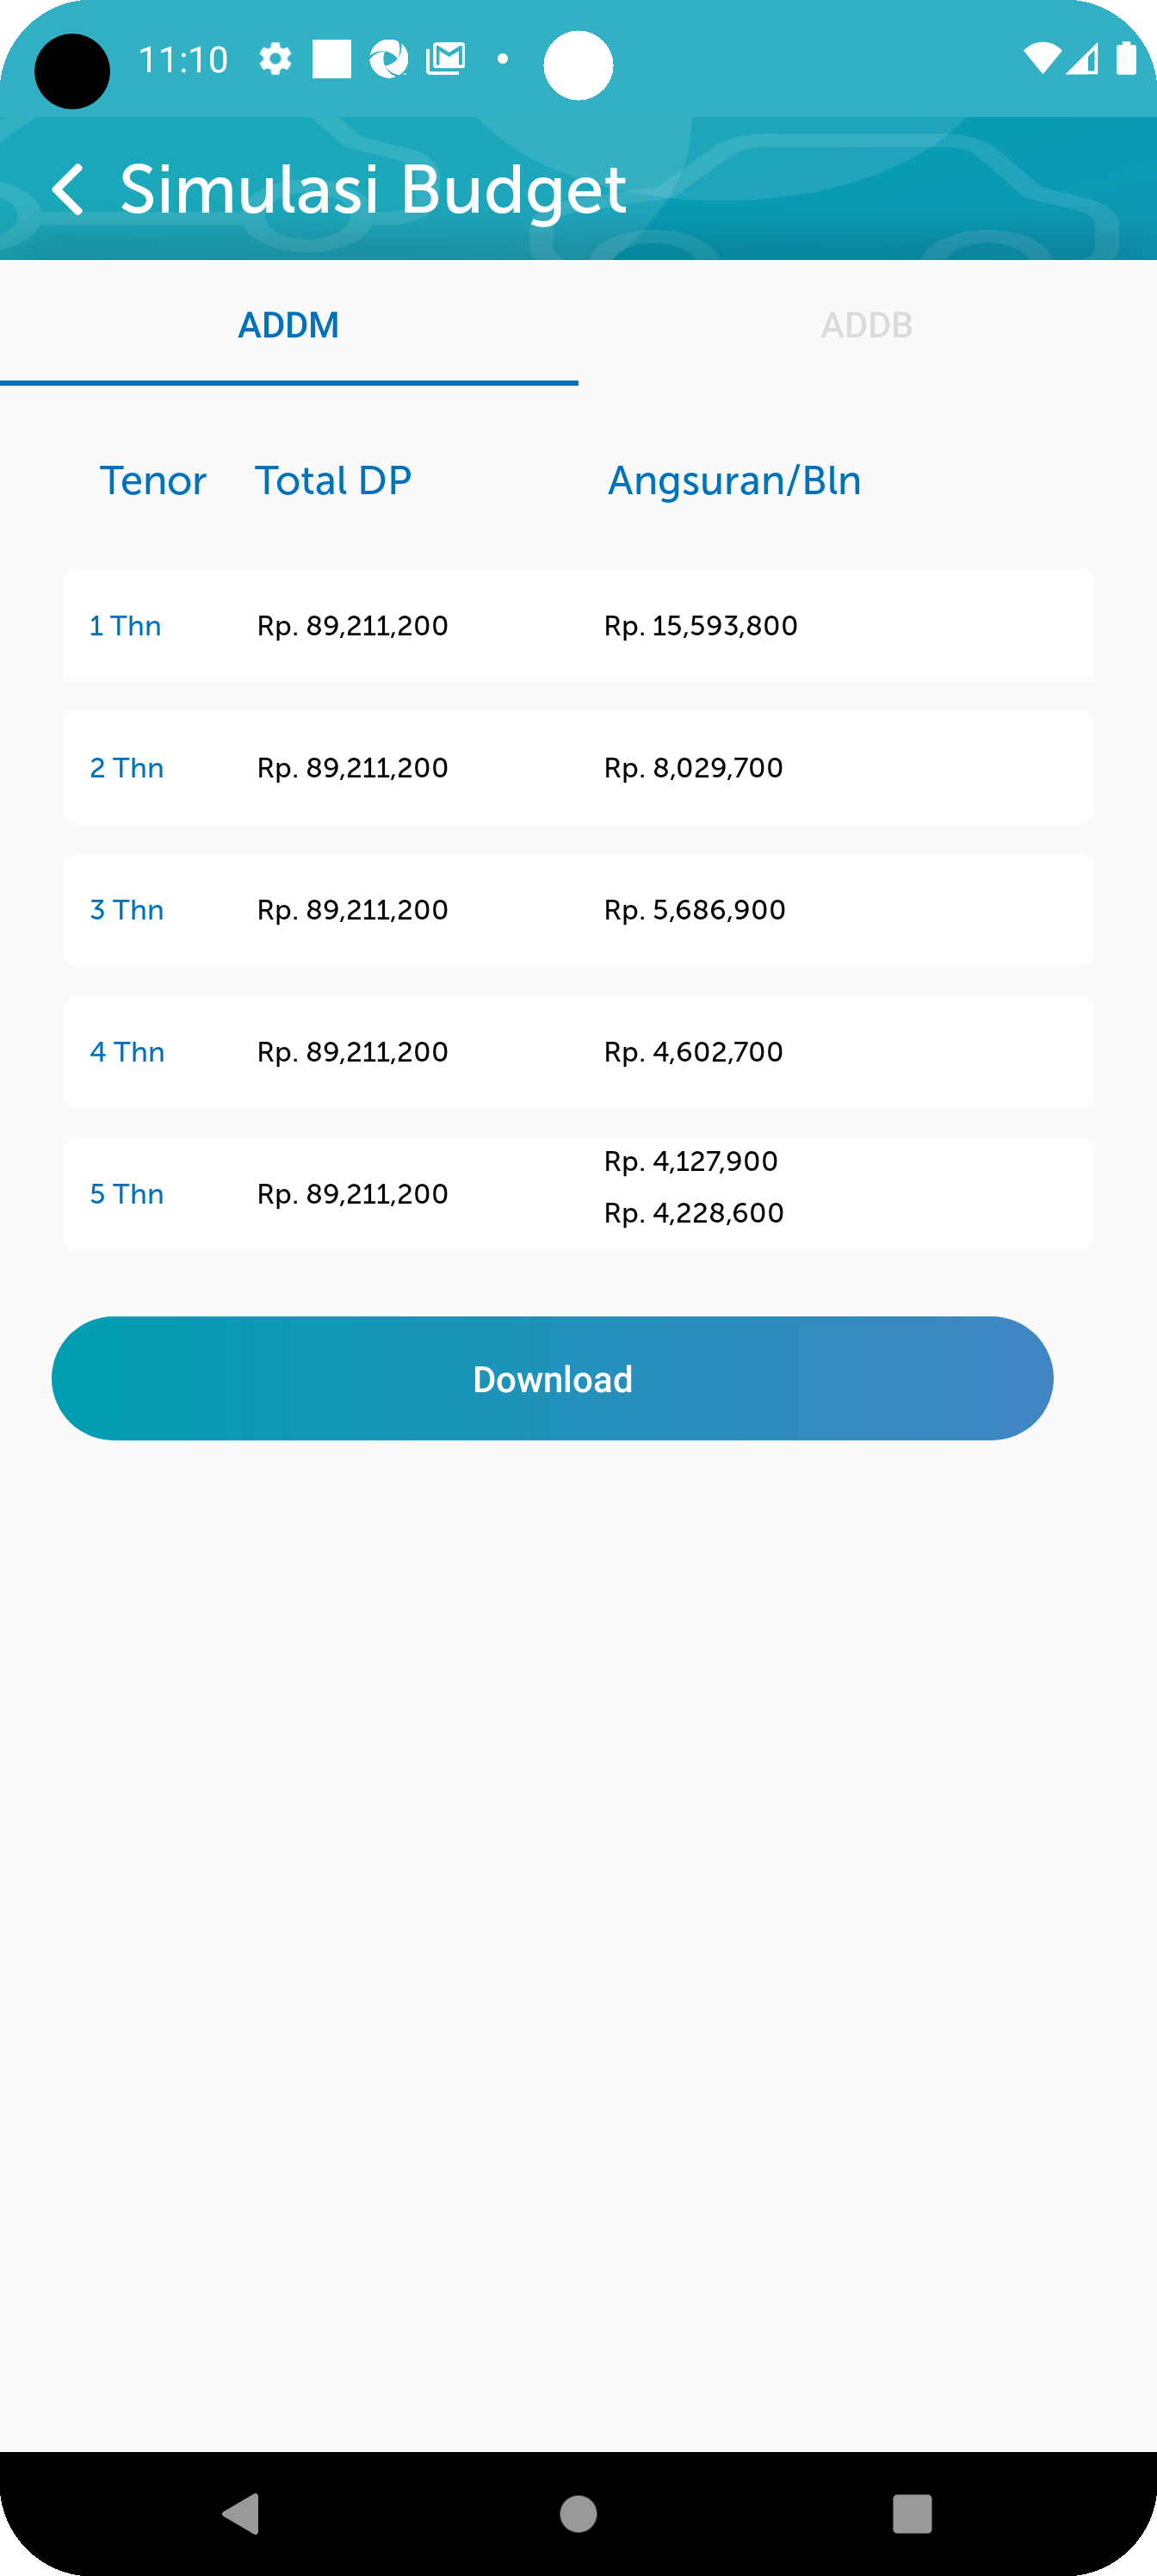 11:10
Simulasi Budget
ADDM ADDB
Tenor Total DP Angsuran/Bln
1 Thn Rp. 89,211,200 Rp. 15,593,800
2 Thn Rp. 89,211,200 Rp. 8,029,700
3 Thn Rp. 89,211,200 Rp. 5,686,900
4 Thn Rp. 89,211,200 Rp. 4,602,700
Rp. 4,127,900
5 Thn Rp. 89,211,200
Rp. 4,228,600
Download